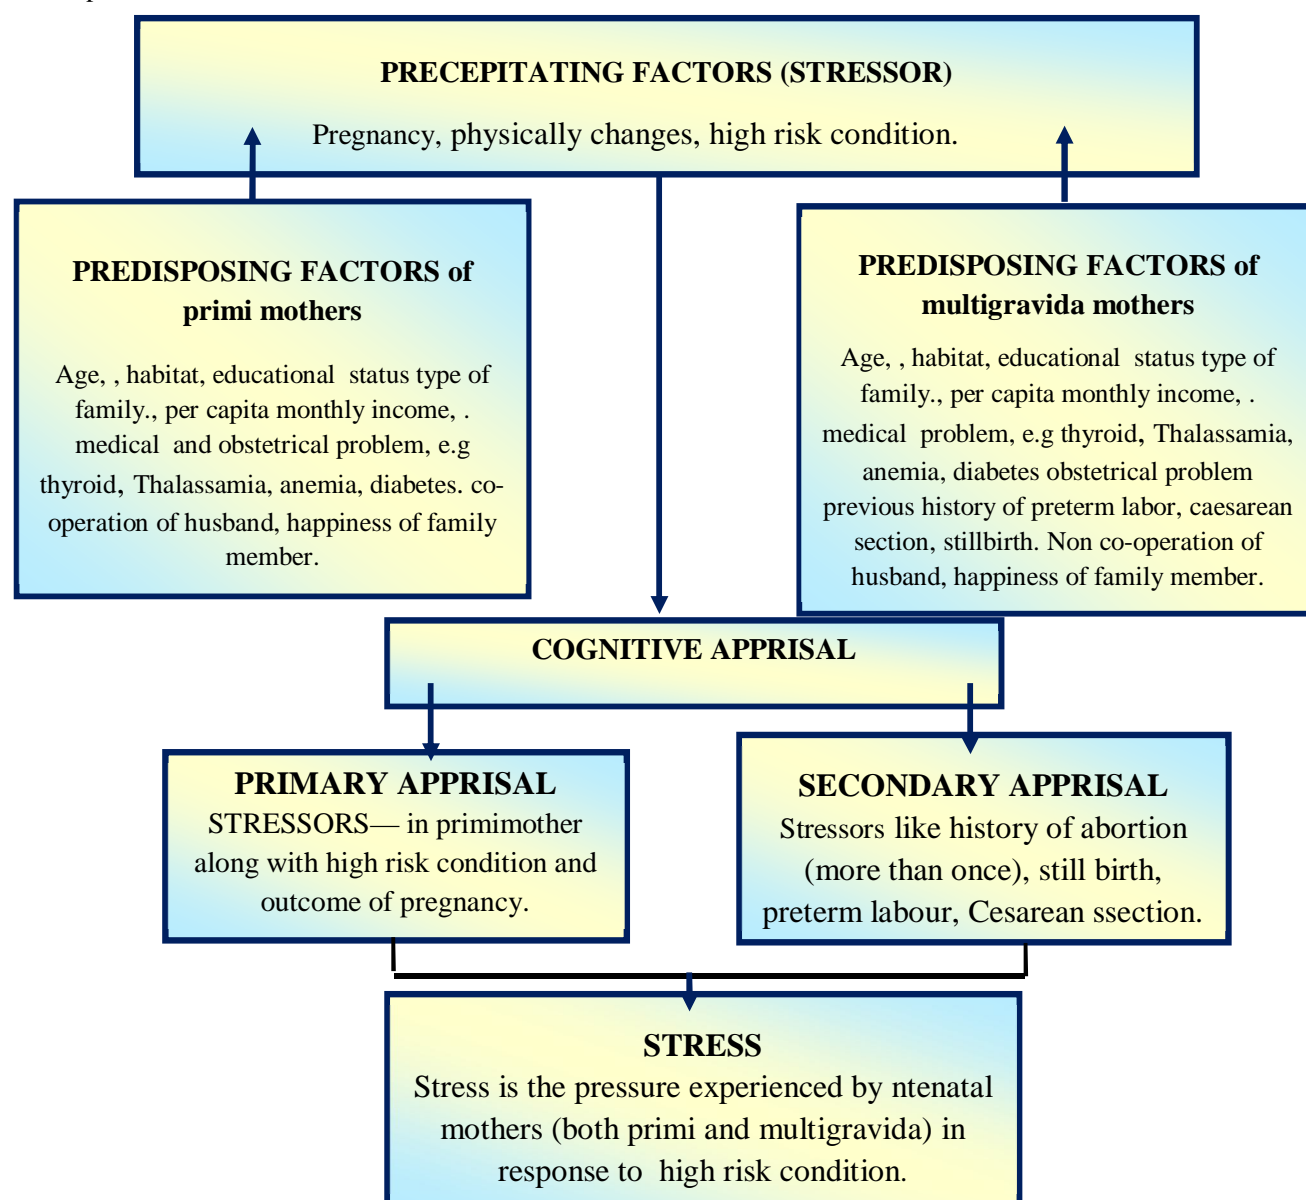 PRECEPITATING FACTORS (STRESSOR)
Pregnancy, physically changes, high risk condition.
PREDISPOSING FACTORS of
primi mothers
Age, , habitat, educational status type of
family., per capita monthly income, .
medical and obstetrical problem, e.g
thyroid, Thalassamia, anemia, diabetes. co-
operation of husband, happiness of family
member.
PREDISPOSING FACTORS of
multigravida mothers
Age, , habitat, educational status type of
family., per capita monthly income, .
medical problem, e.g thyroid, Thalassamia,
anemia, diabetes obstetrical problem
previous history of preterm labor, caesarean
section, stillbirth. Non co-operation of
husband, happiness of family member.
COGNITIVE APPRISAL
PRIMARY APPRISAL
STRESSORS— in primimother
along with high risk condition and
outcome of pregnancy.
SECONDARY APPRISAL
Stressors like history of abortion
(more than once), still birth,
preterm labour, Cesarean ssection.
STRESS
Stress is the pressure experienced by ntenatal
mothers (both primi and multigravida) in
response to high risk condition.